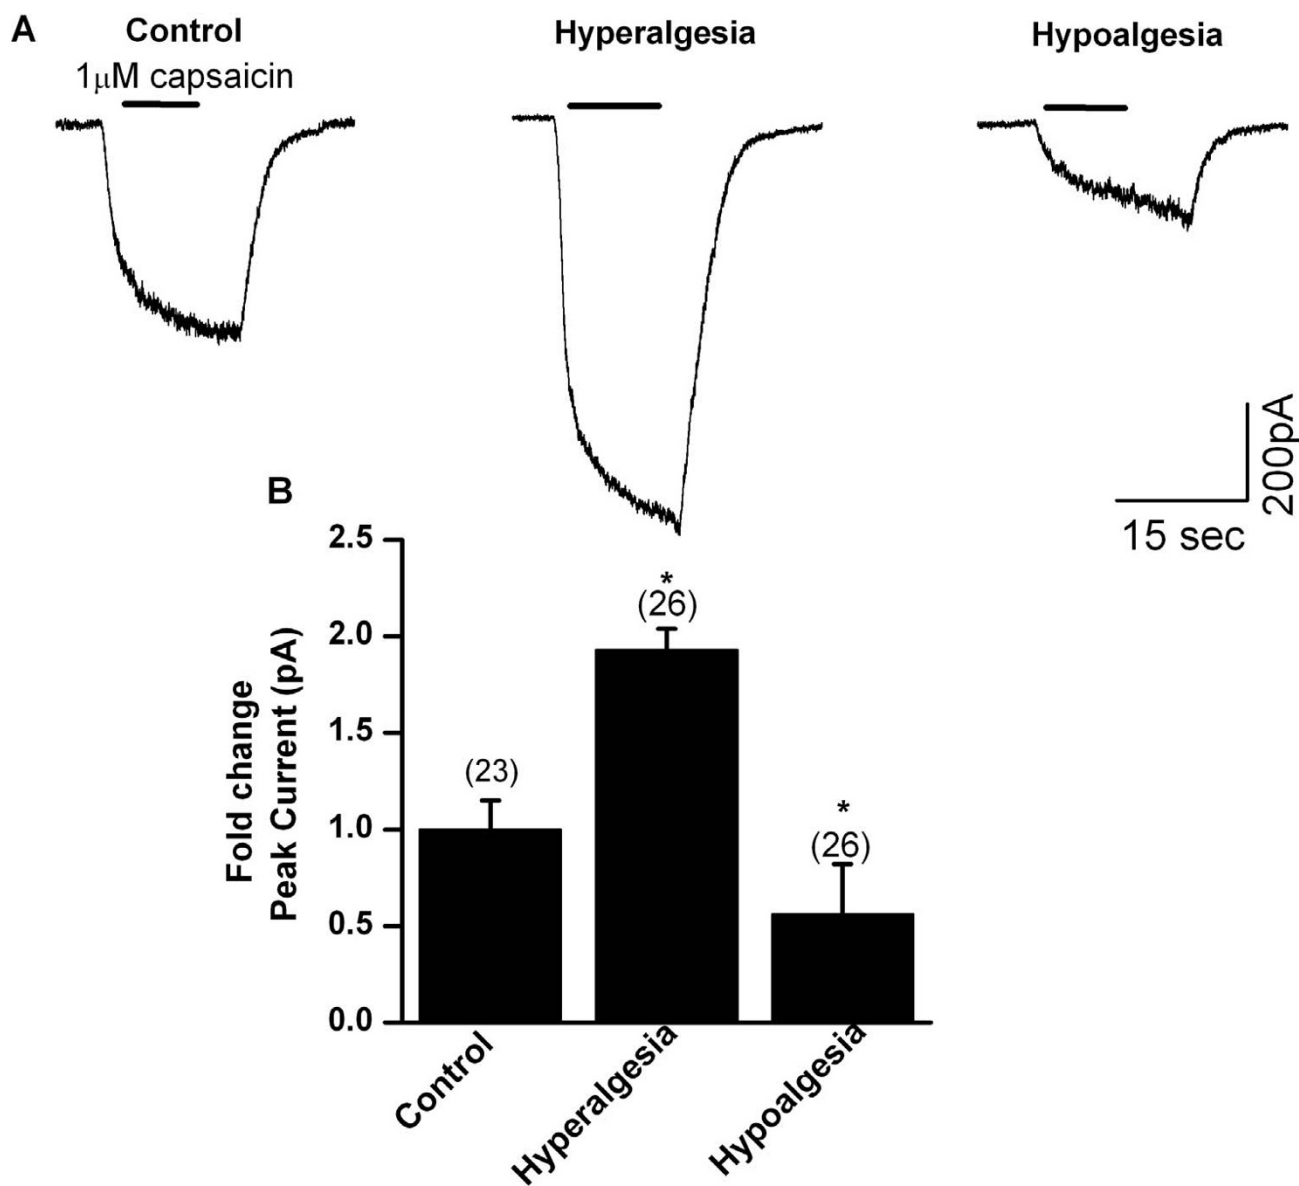 A
Control
1μM capsaicin
Hyperalgesia
Hypoalgesia
200pA
15 sec
B
Fold change
Peak Current (pA)
2.5
2.0
1.5
1.0
0.5
0.0
(23)
*
(26)
*
(26)
Control
Hyperalgesia
Hypoalgesia